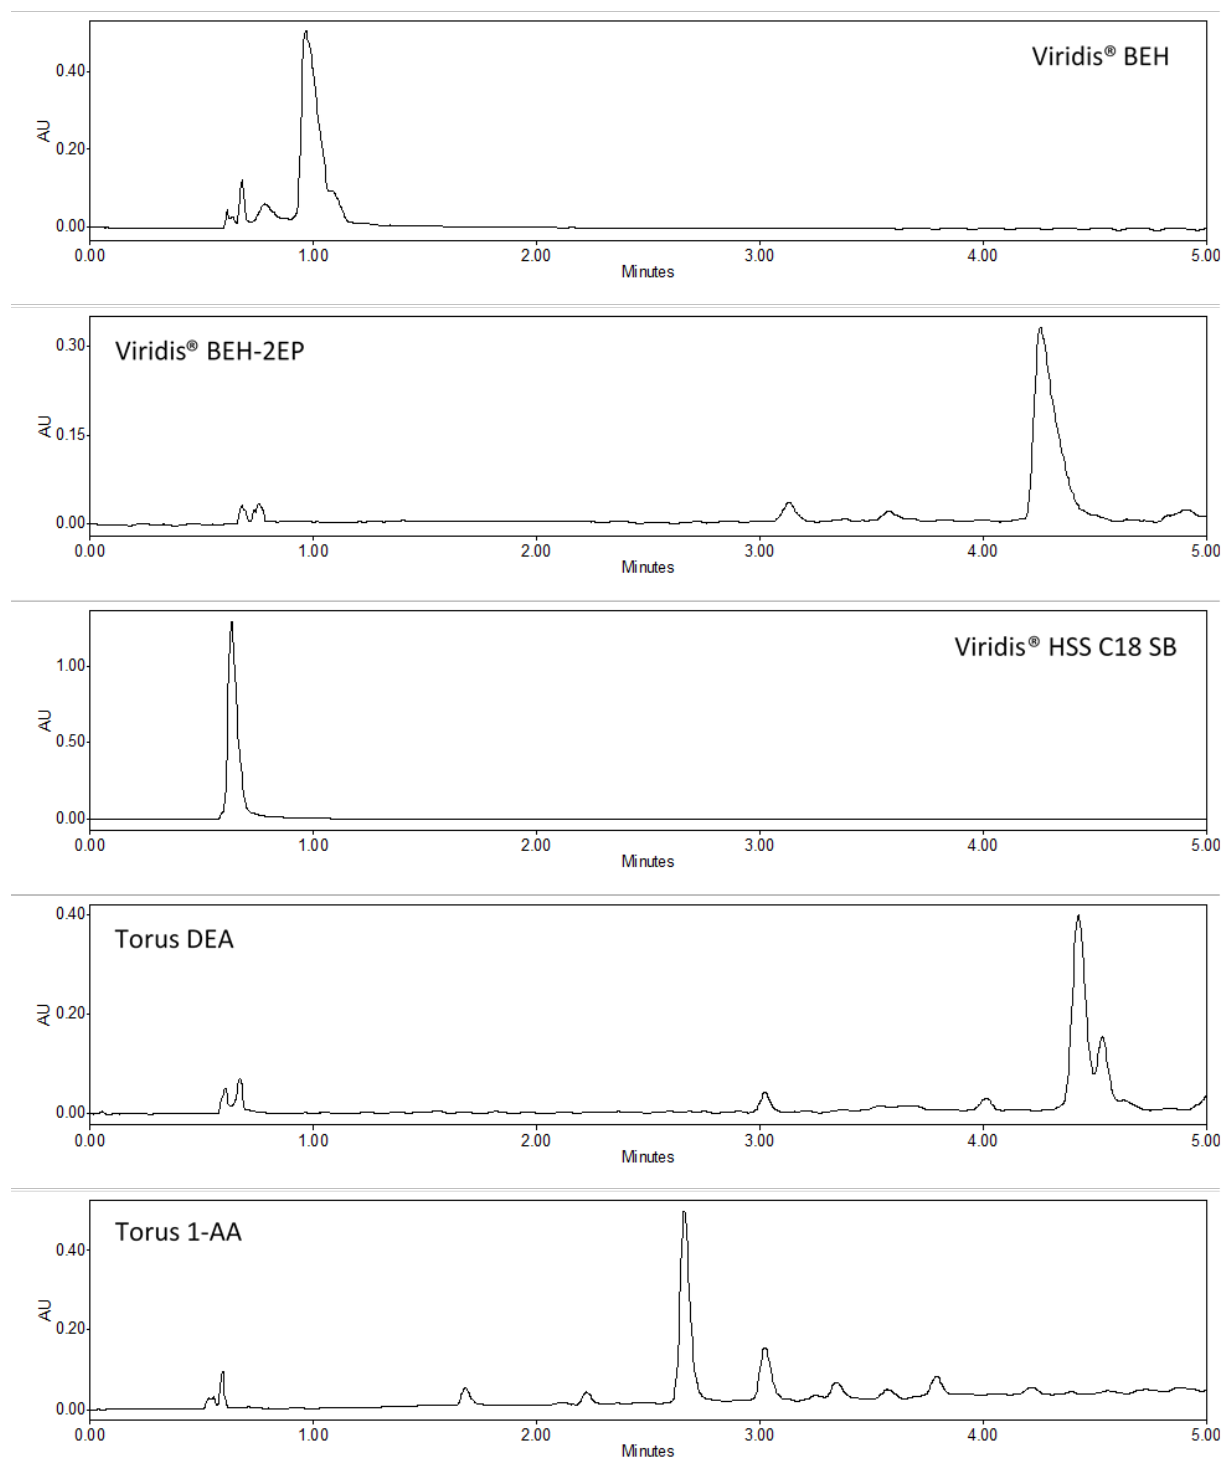 Viridis® BEH
0.40
0.20
0.00
AU
0.00 1.00 2.00 3.00 4.00 5.00
Minutes
Viridis® BEH-2EP
0.30
0.15
0.00
AU
0.00 1.00 2.00 3.00 4.00 5.00
Minutes
Viridis® HSS C18 SB
1.00
0.50
0.00
AU
0.00 1.00 2.00 3.00 4.00 5.00
Minutes
Torus DEA
0.40
0.20
0.00
AU
0.00 1.00 2.00 3.00 4.00 5.00
Minutes
Torus 1-AA
0.40
0.20
0.00
AU
0.00 1.00 2.00 3.00 4.00 5.00
Minutes